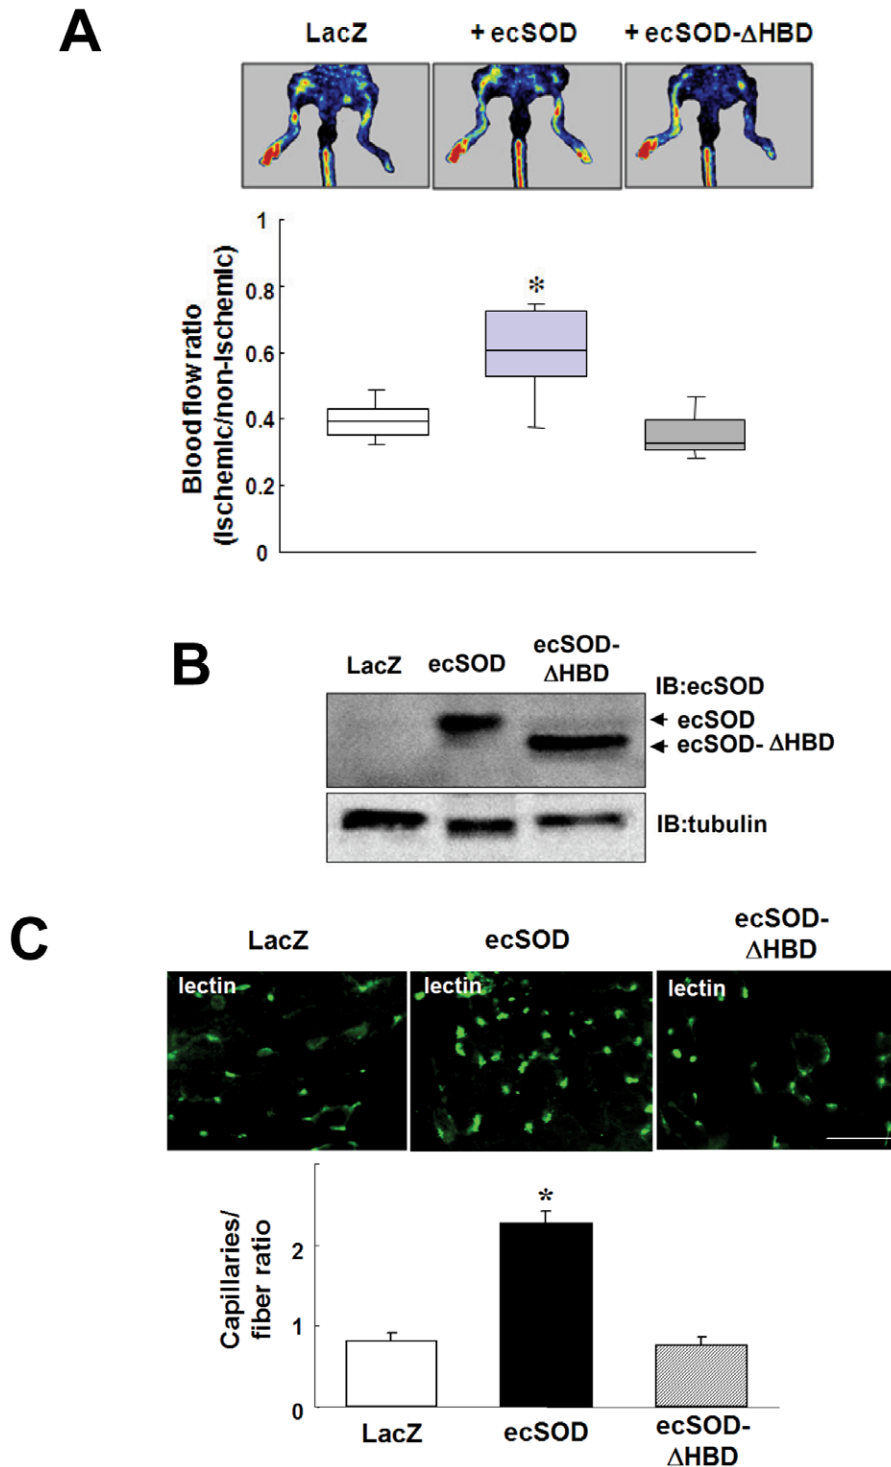 A
LacZ
+ ecSOD
+ ecSOD-ΔHBD
1
0.8
0.6
0.4
0.2
0
Blood flow ratio
(Ischemic/non-Ischemic)
*
B
LacZ
ecSOD
ecSOD-
ΔHBD
IB:ecSOD
ecSOD
ecSOD- ΔHBD
IB:tubulin
C
LacZ
ecSOD
ecSOD-
ΔHBD
lectin
lectin
lectin
Capillaries/
fiber ratio
2
1
0
*
LacZ
ecSOD
ecSOD-
ΔHBD